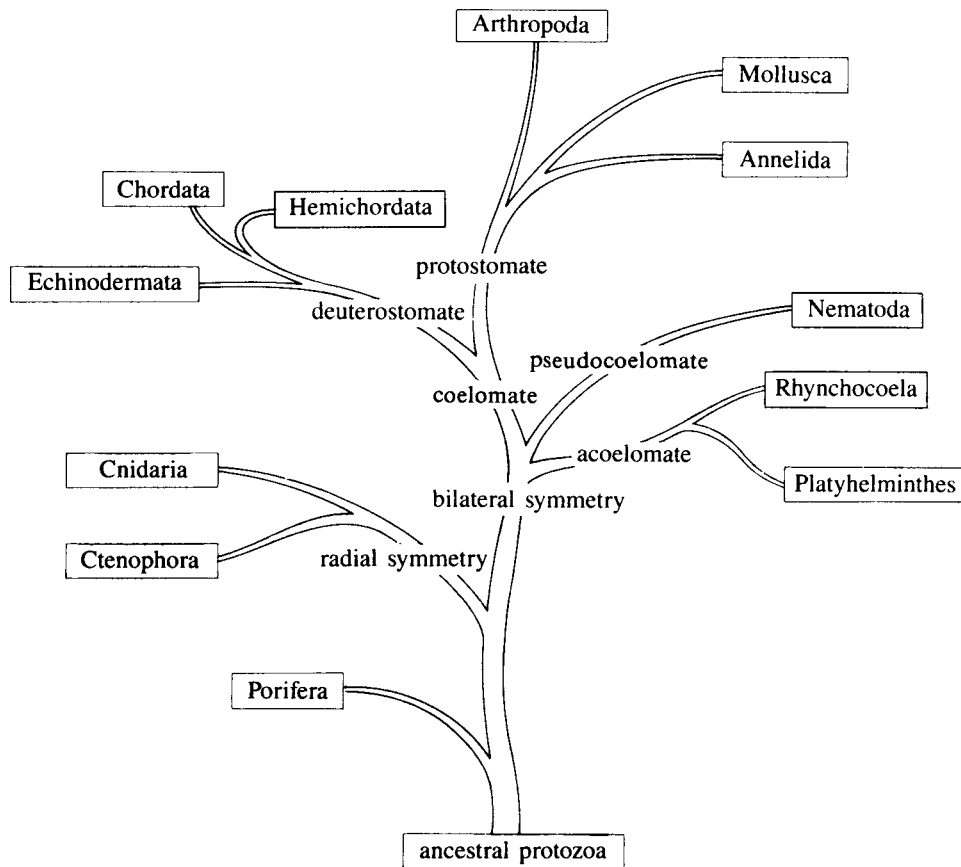 Arthropoda
Mollusca
Annelida
Chordata
Hemichordata
protostomate
Echinodermata
deuterostomate
Nematoda
pseudocoelomate
coelomate
Rhynchocoela
acoelomate
Cnidaria
Platyhelminthes
bilateral symmetry
Ctenophora
radial symmetry
Porifera
ancestral protozoa